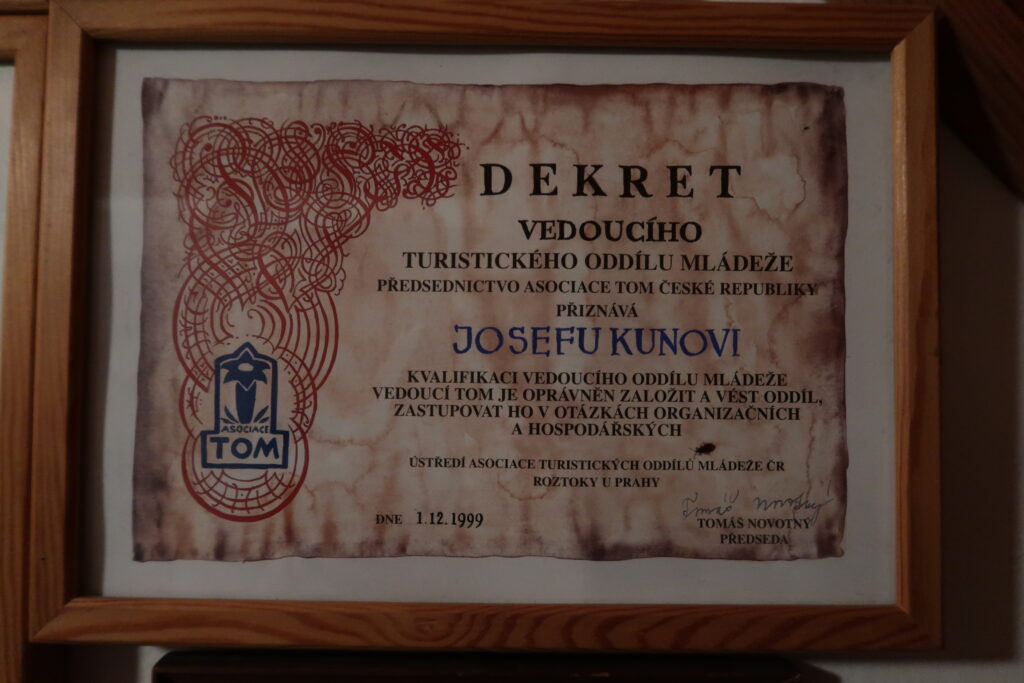 DEKRET
VEDOUCÍHO
TURISTICKÉHO ODDÍLU MLÁDEŽE
PŘEDSEDNICTVO ASOCIACE TOM ČESKÉ REPUBLIKY
PŘIZNÁVÁ
JOSEFU KUNOVI
KVALIFIKACI VEDOUCÍHO ODDÍLU MLÁDEŽE
VEDOUCÍ TOM JE OPRÁVNĚN ZALOŽIT A VÉST ODDÍL,
ZASTUPOVAT HO V OTÁZKÁCH ORGANIZAČNÍCH
A HOSPODÁŘSKÝCH
ASOCIACE
TOM
ÚSTŘEDÍ ASOCIACE TURISTICKÝCH ODDÍLŮ MLÁDEŽE ČR
ROZTOKY U PRAHY
DNE 1.12.1999
Tomáš Novotný
TOMÁŠ NOVOTNÝ
PŘEDSEDA